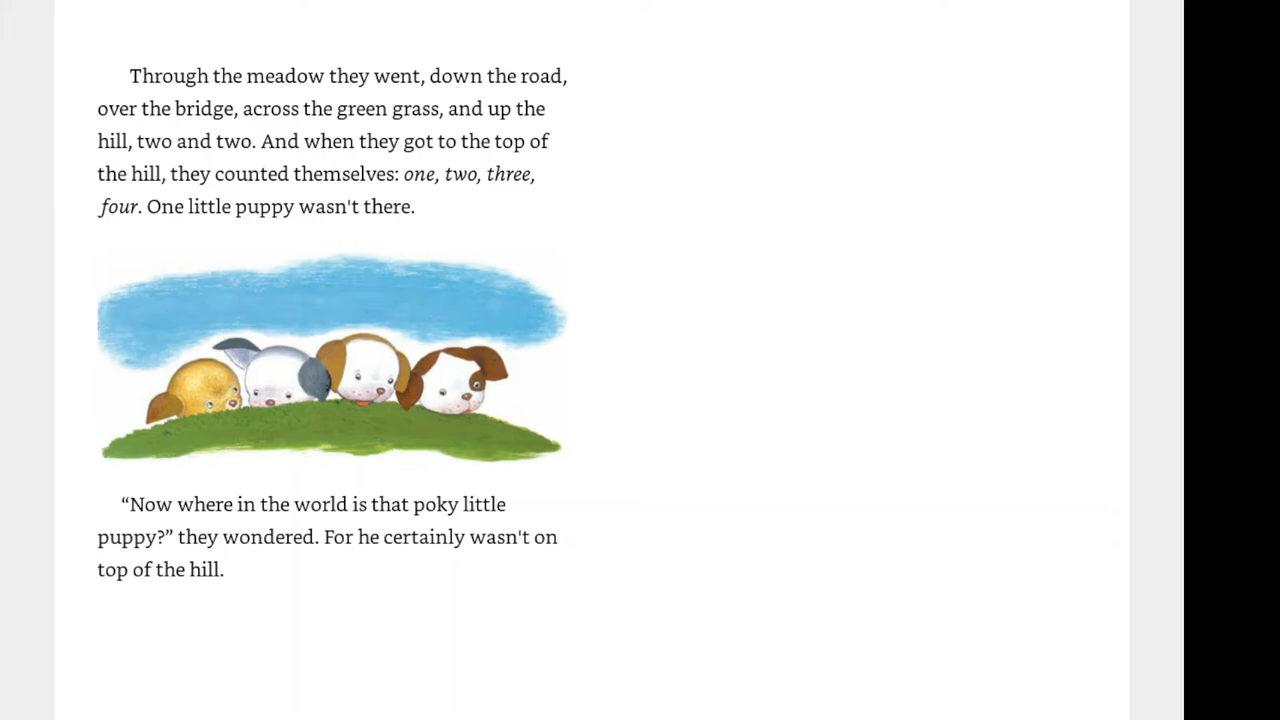 Through the meadow they went, down the road,
over the bridge, across the green grass, and up the
hill, two and two. And when they got to the top of
the hill, they counted themselves: one, two, three,
four. One little puppy wasn't there.
“Now where in the world is that poky little
puppy?” they wondered. For he certainly wasn't on
top of the hill.